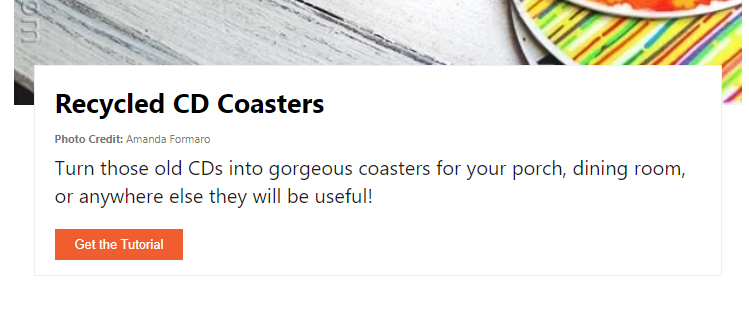 om
Recycled CD Coasters
Photo Credit: Amanda Formaro
Turn those old CDs into gorgeous coasters for your porch, dining room,
or anywhere else they will be useful!
Get the Tutorial